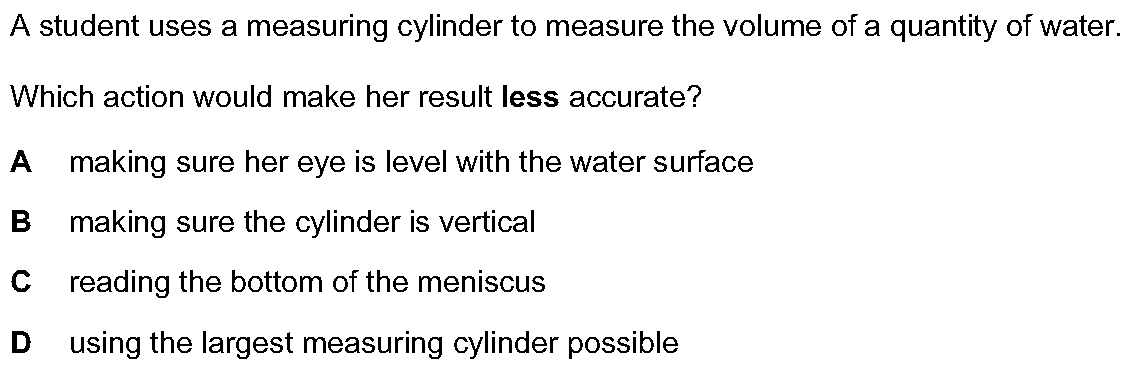 A student uses a measuring cylinder to measure the volume of a quantity of water.
Which action would make her result less accurate?
A making sure her eye is level with the water surface
B making sure the cylinder is vertical
C reading the bottom of the meniscus
D using the largest measuring cylinder possible